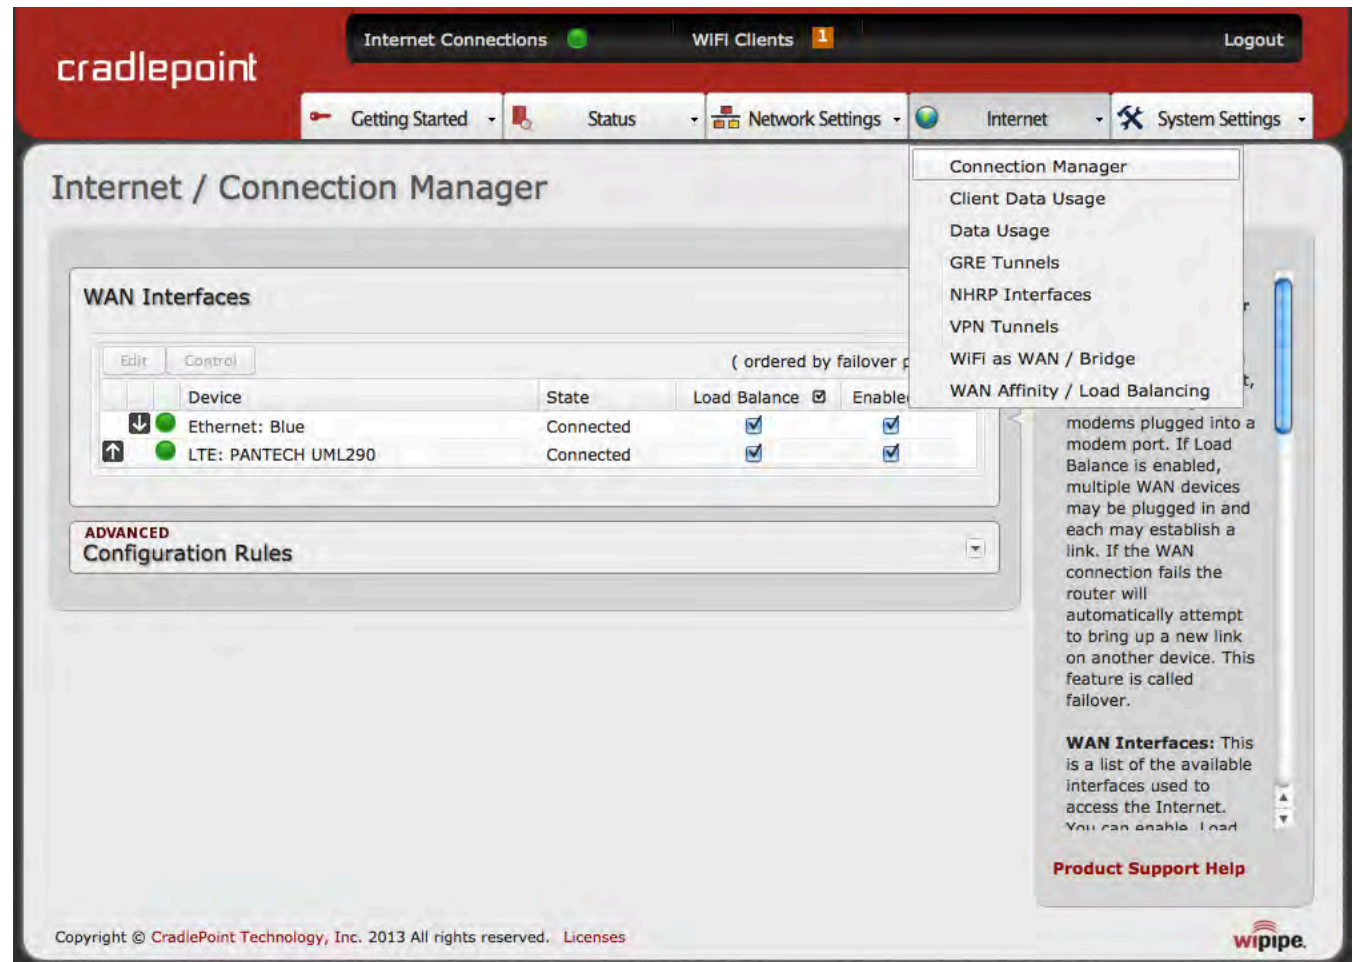 cradlepoint
Internet Connections
WiFi Clients 1
Logout
Getting Started
Status
Network Settings
Internet
System Settings
Internet / Connection Manager
Connection Manager
Client Data Usage
Data Usage
GRE Tunnels
NHRP Interfaces
VPN Tunnels
WiFi as WAN / Bridge
WAN Affinity / Load Balancing
WAN Interfaces
Edit Control ( ordered by failover
Device State Load Balance
Ethernet: Blue Connected
LTE: PANTECH UML290 Connected
ADVANCED
Configuration Rules
modems plugged into a
modem port. If Load
Balance is enabled,
multiple WAN devices
may be plugged in and
each may establish a
link. If the WAN
connection fails the
router will
automatically attempt
to bring up a new link
on another device. This
feature is called
failover.
WAN Interfaces: This
is a list of the available
interfaces used to
access the Internet.
You can enable, Load
Product Support Help
Copyright © CradlePoint Technology, Inc. 2013 All rights reserved. Licenses
wipipe.